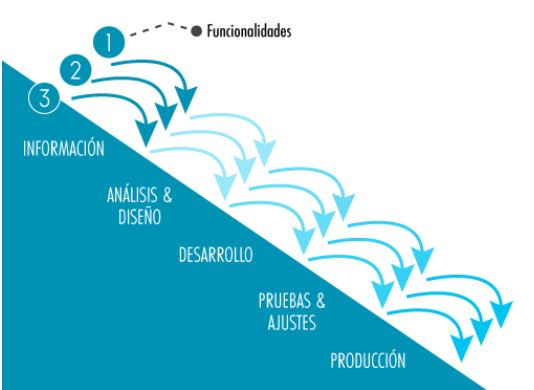 1
Funcionalidades
2
3
INFORMACIÓN
ANÁLISIS &
DISEÑO
DESARROLLO
PRUEBAS &
AJUSTES
PRODUCCIÓN